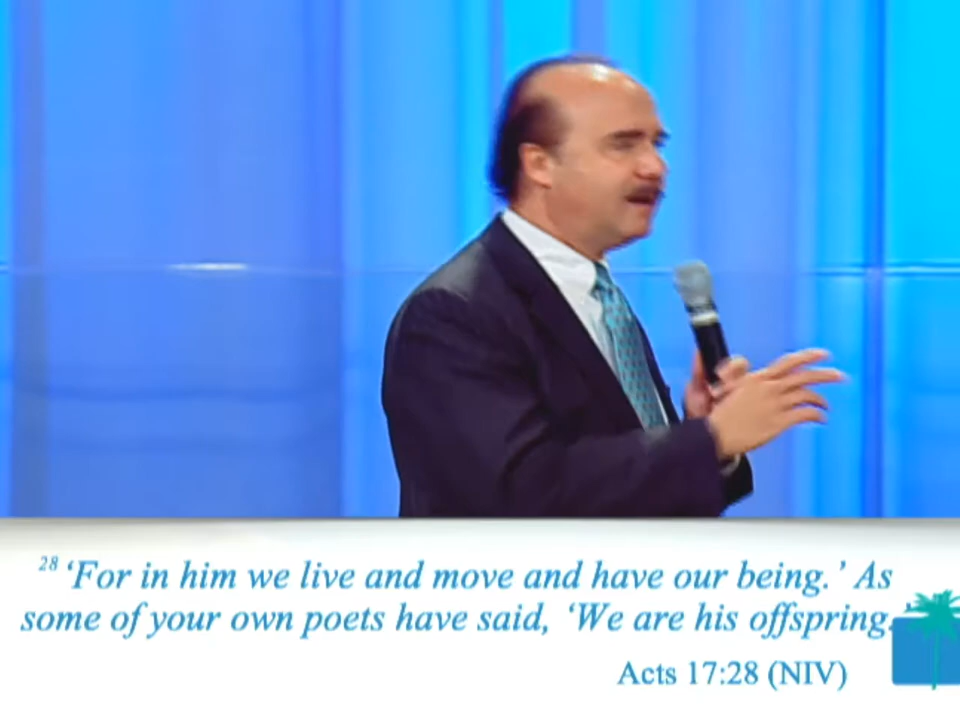 28 ‘For in him we live and move and have our being.’ As
some of your own poets have said, ‘We are his offspring.’
Acts 17:28 (NIV)